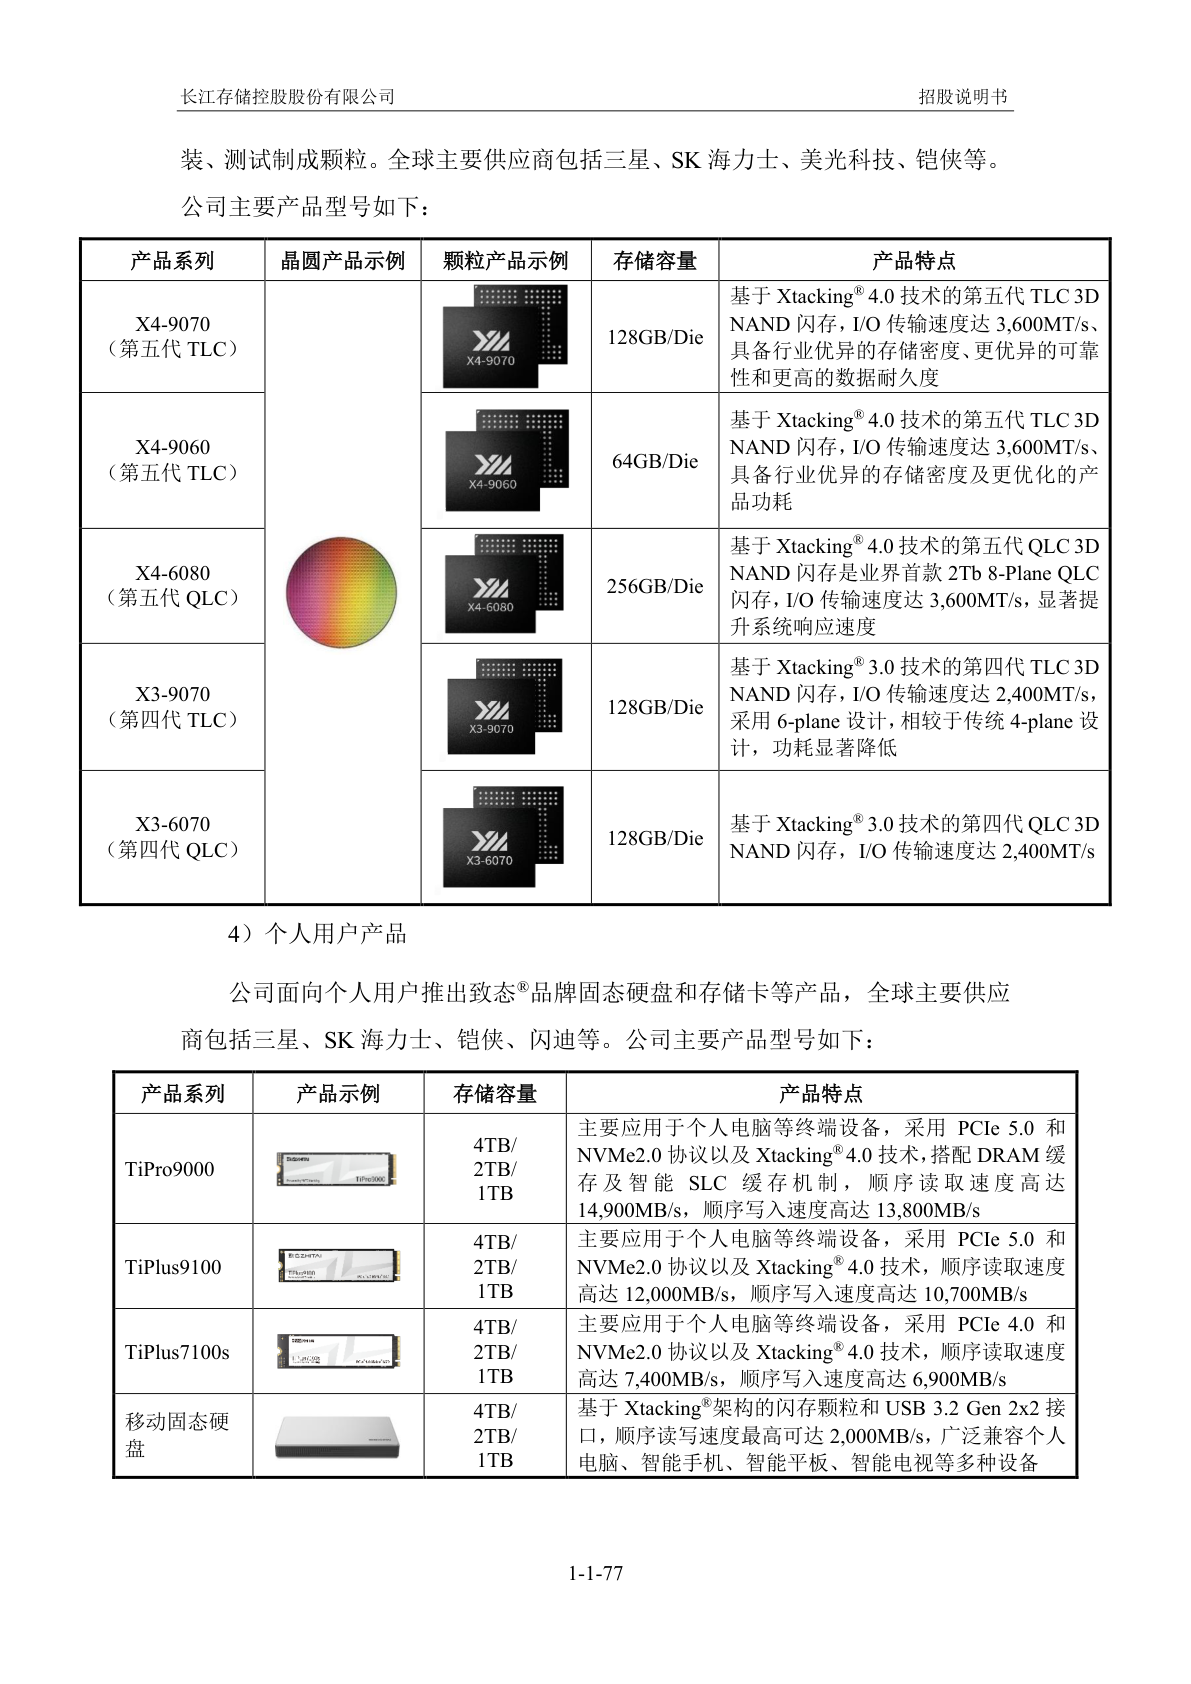 长江存储控股股份有限公司
招股说明书
装、测试制成颗粒。全球主要供应商包括三星、SK 海力士、美光科技、铠侠等。
公司主要产品型号如下：
产品系列
晶圆产品示例
颗粒产品示例
存储容量
产品特点
X4-9070
（第五代 TLC）
X4-9070
128GB/Die
基于 Xtacking® 4.0 技术的第五代 TLC 3D
NAND 闪存，I/O 传输速度达 3,600MT/s、
具备行业优异的存储密度、更优异的可靠
性和更高的数据耐久度
X4-9060
（第五代 TLC）
X4-9060
64GB/Die
基于 Xtacking® 4.0 技术的第五代 TLC 3D
NAND 闪存，I/O 传输速度达 3,600MT/s、
具备行业优异的存储密度及更优化的产
品功耗
X4-6080
（第五代 QLC）
X4-6080
256GB/Die
基于 Xtacking® 4.0 技术的第五代 QLC 3D
NAND 闪存是业界首款 2Tb 8-Plane QLC
闪存，I/O 传输速度达 3,600MT/s，显著提
升系统响应速度
X3-9070
（第四代 TLC）
X3-9070
128GB/Die
基于 Xtacking® 3.0 技术的第四代 TLC 3D
NAND 闪存，I/O 传输速度达 2,400MT/s，
采用 6-plane 设计，相较于传统 4-plane 设
计，功耗显著降低
X3-6070
（第四代 QLC）
X3-6070
128GB/Die
基于 Xtacking® 3.0 技术的第四代 QLC 3D
NAND 闪存，I/O 传输速度达 2,400MT/s
4）个人用户产品
公司面向个人用户推出致态®品牌固态硬盘和存储卡等产品，全球主要供应
商包括三星、SK 海力士、铠侠、闪迪等。公司主要产品型号如下：
产品系列
产品示例
存储容量
产品特点
TiPro9000
TiPro9000
4TB/
2TB/
1TB
主要应用于个人电脑等终端设备，采用 PCIe 5.0 和
NVMe2.0 协议以及 Xtacking® 4.0 技术，搭配 DRAM 缓
存及智能 SLC 缓存机制，顺序读取速度高达
14,900MB/s，顺序写入速度高达 13,800MB/s
TiPlus9100
ZHITAI
TiPlus9100
4TB/
2TB/
1TB
主要应用于个人电脑等终端设备，采用 PCIe 5.0 和
NVMe2.0 协议以及 Xtacking® 4.0 技术，顺序读取速度
高达 12,000MB/s，顺序写入速度高达 10,700MB/s
TiPlus7100s
4TB/
2TB/
1TB
主要应用于个人电脑等终端设备，采用 PCIe 4.0 和
NVMe2.0 协议以及 Xtacking® 4.0 技术，顺序读取速度
高达 7,400MB/s，顺序写入速度高达 6,900MB/s
移动固态硬
盘
4TB/
2TB/
1TB
基于 Xtacking®架构的闪存颗粒和 USB 3.2 Gen 2x2 接
口，顺序读写速度最高可达 2,000MB/s，广泛兼容个人
电脑、智能手机、智能平板、智能电视等多种设备
1-1-77